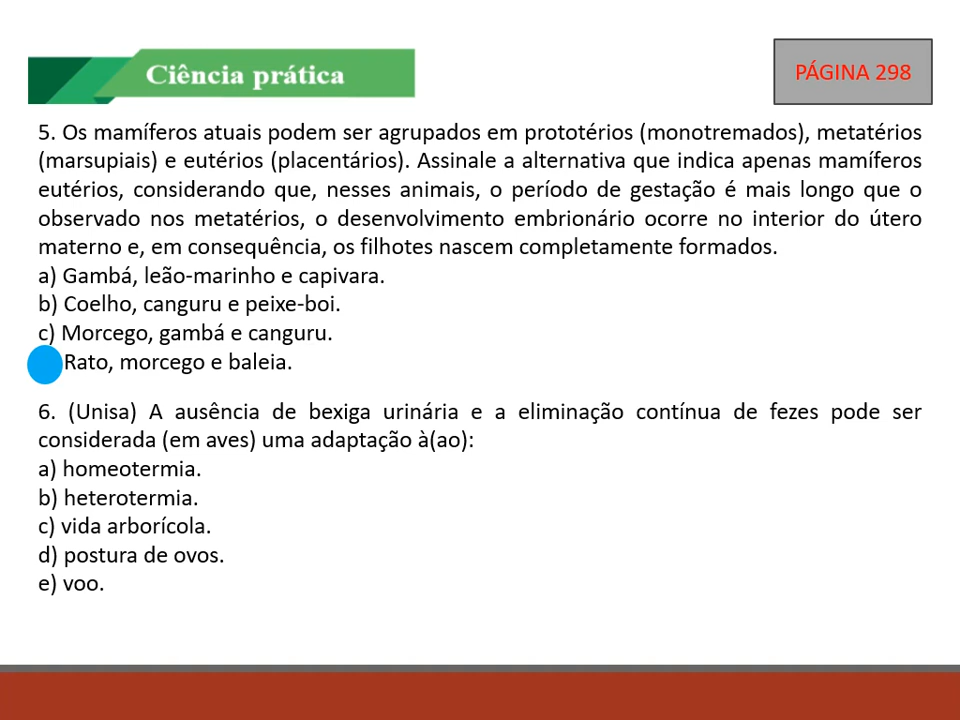 Ciência prática
PÁGINA 298
5. Os mamíferos atuais podem ser agrupados em prototérios (monotremados), metatérios
(marsupiais) e eutérios (placentários). Assinale a alternativa que indica apenas mamíferos
eutérios, considerando que, nesses animais, o período de gestação é mais longo que o
observado nos metatérios, o desenvolvimento embrionário ocorre no interior do útero
materno e, em consequência, os filhotes nascem completamente formados.
a) Gambá, leão-marinho e capivara.
b) Coelho, canguru e peixe-boi.
c) Morcego, gambá e canguru.
Rato, morcego e baleia.
6. (Unisa) A ausência de bexiga urinária e a eliminação contínua de fezes pode ser
considerada (em aves) uma adaptação à(ao):
a) homeotermia.
b) heterotermia.
c) vida arborícola.
d) postura de ovos.
e) voo.